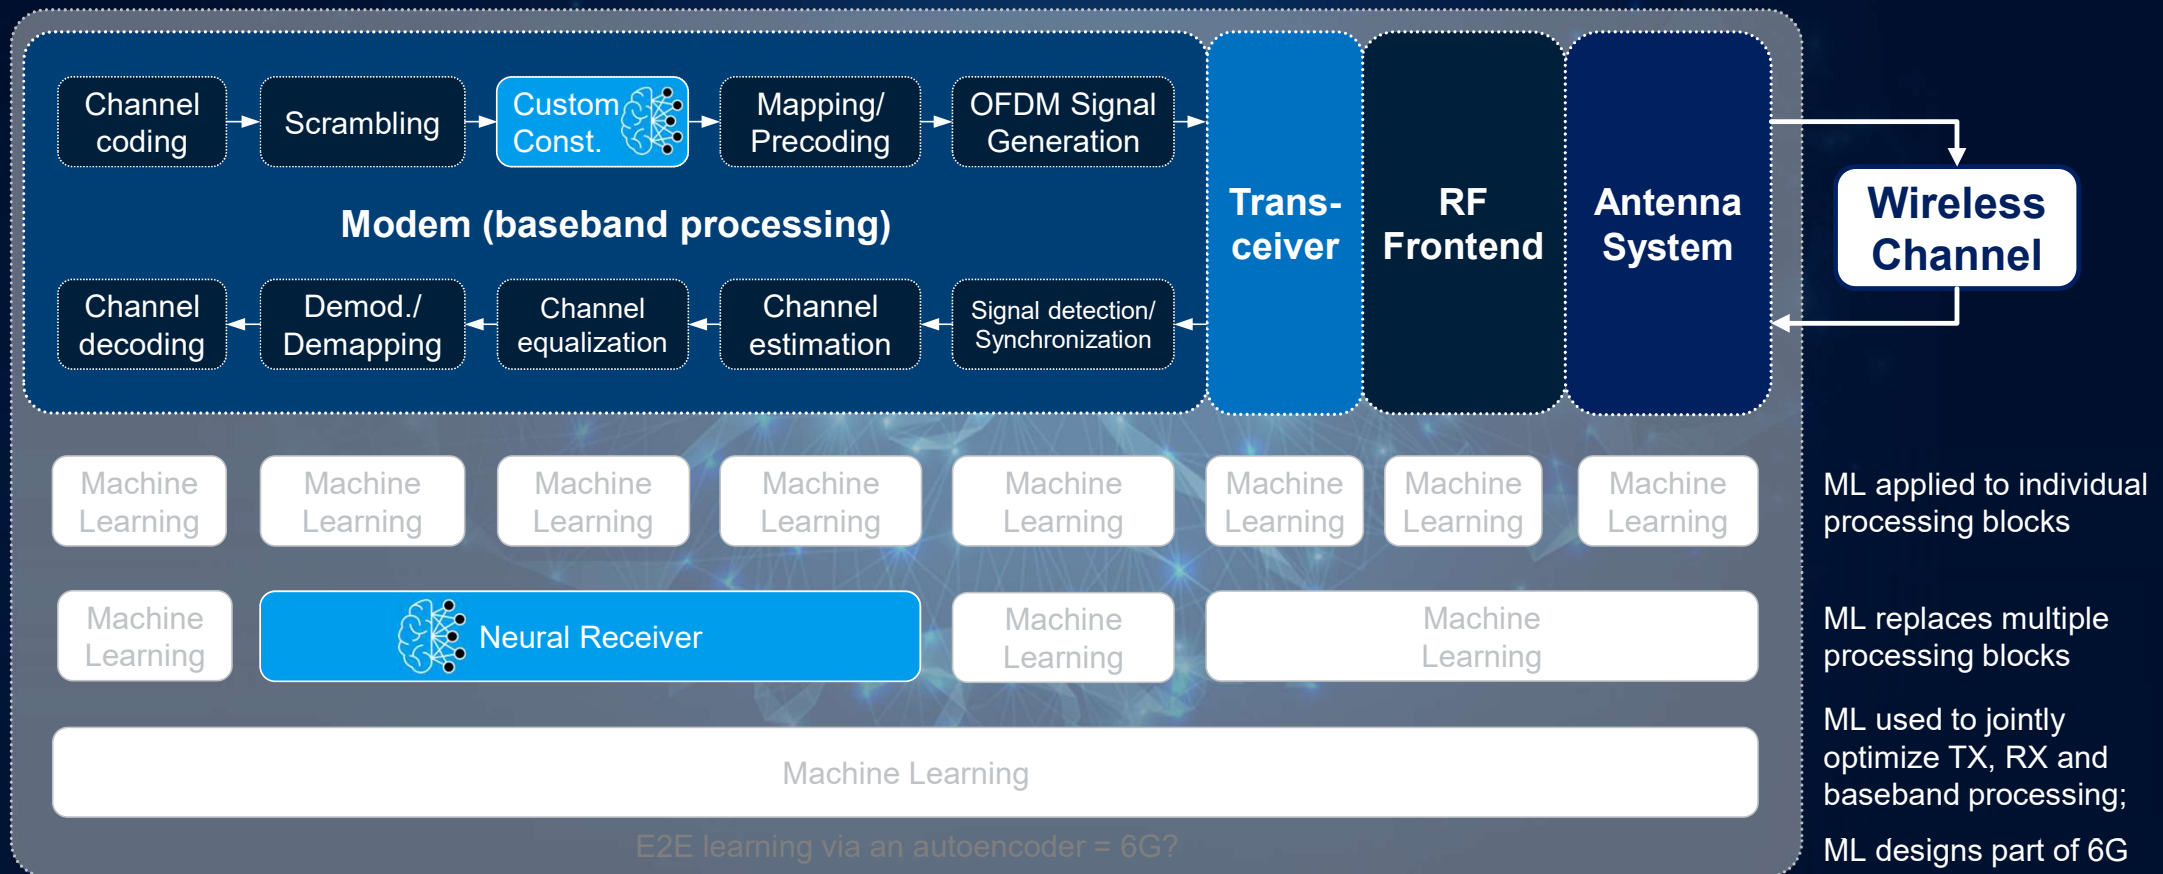 Channel
coding
Scrambling
Custom
Const.
Mapping/
Precoding
OFDM Signal
Generation
Modem (baseband processing)
Trans-
ceiver
RF
Frontend
Antenna
System
Wireless
Channel
Channel
decoding
Demod./
Demapping
Channel
equalization
Channel
estimation
Signal detection/
Synchronization
Machine
Learning
Machine
Learning
Machine
Learning
Machine
Learning
Machine
Learning
Machine
Learning
Machine
Learning
Machine
Learning
ML applied to individual
processing blocks
Machine
Learning
Neural Receiver
Machine
Learning
Machine
Learning
ML replaces multiple
processing blocks
Machine Learning
ML used to jointly
optimize TX, RX and
baseband processing;
E2E learning via an autoencoder = 6G?
ML designs part of 6G